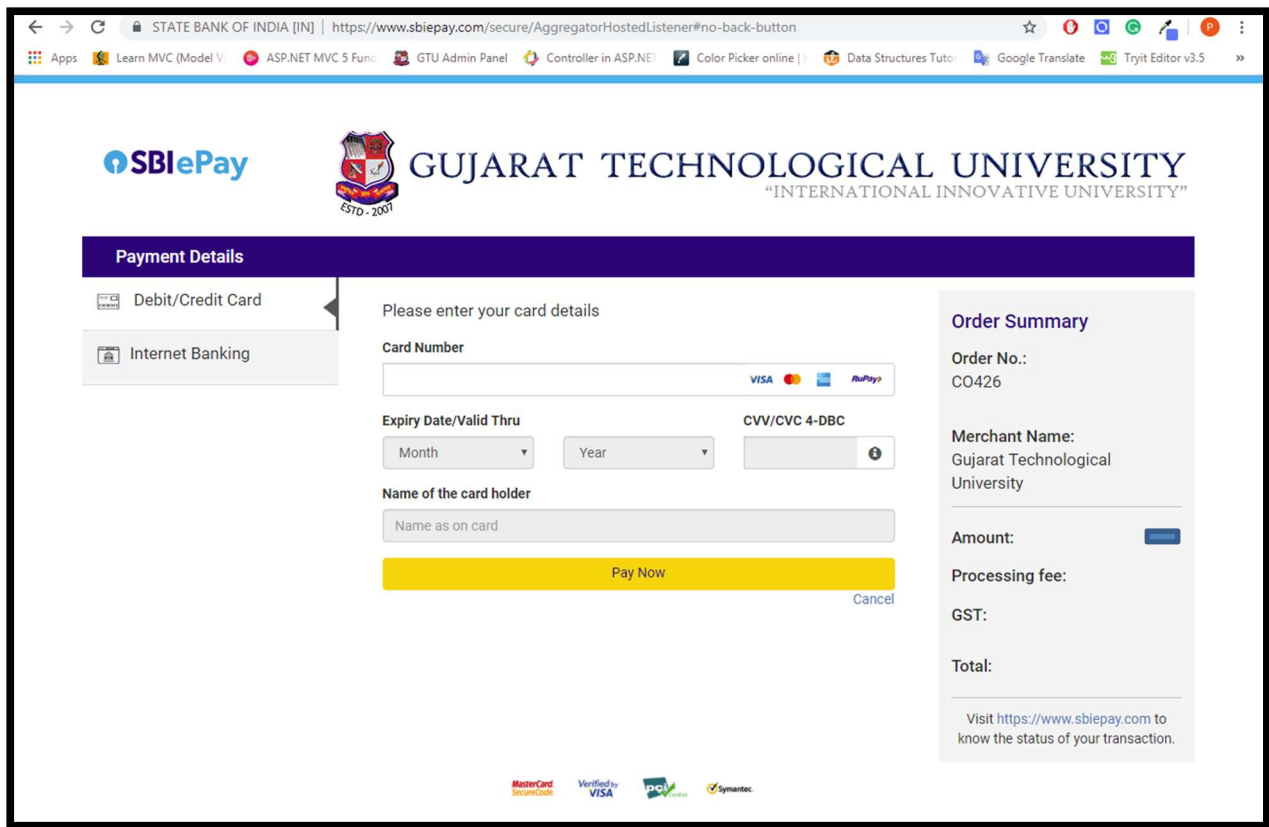 STATE BANK OF INDIA [IN] | https://www.sbiepay.com/secure/AggregatorHostedListener#no-back-button
P
Apps Learn MVC (Model V ASP.NET MVC 5 Fund GTU Admin Panel Controller in ASP.NET Color Picker online | Data Structures Tutor Google Translate Tryit Editor v3.5 »
SBIePay
GUJARAT TECHNOLOGICAL UNIVERSITY
“INTERNATIONAL INNOVATIVE UNIVERSITY”
ESTD - 2007
Payment Details
Debit/Credit Card
Internet Banking
Please enter your card details
Card Number
VISA RuPay
Expiry Date/Valid Thru CVV/CVC 4-DBC
Month Year
Name of the card holder
Name as on card
Pay Now
Cancel
Order Summary
Order No.:
CO426
Merchant Name:
Gujarat Technological
University
Amount:
Processing fee:
GST:
Total:
Visit https://www.sbiepay.com to
know the status of your transaction.
MasterCard. SecureCode. Verified by VISA pci Symantec.